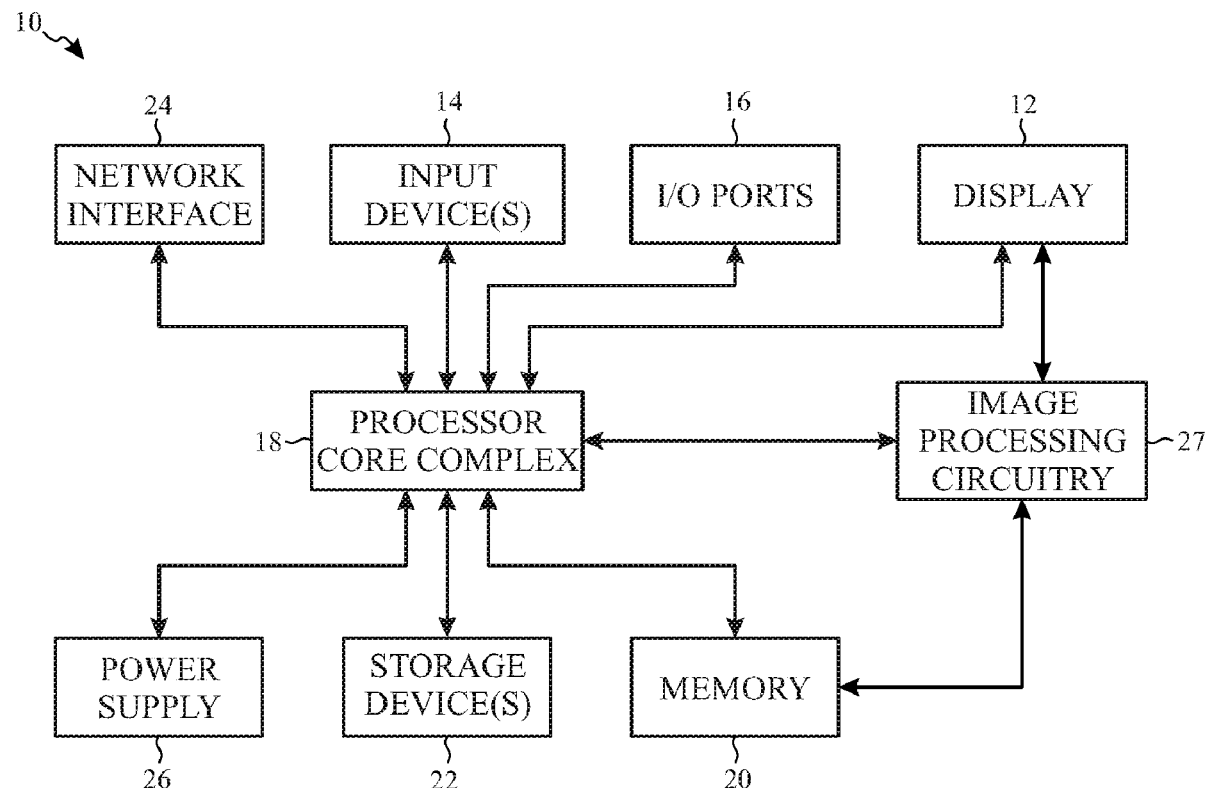 10
24
14
16
12
NETWORK
INTERFACE
INPUT
DEVICE(S)
I/O PORTS
DISPLAY
18
PROCESSOR
CORE COMPLEX
IMAGE
PROCESSING
CIRCUITRY
27
POWER
SUPPLY
STORAGE
DEVICE(S)
MEMORY
26
22
20